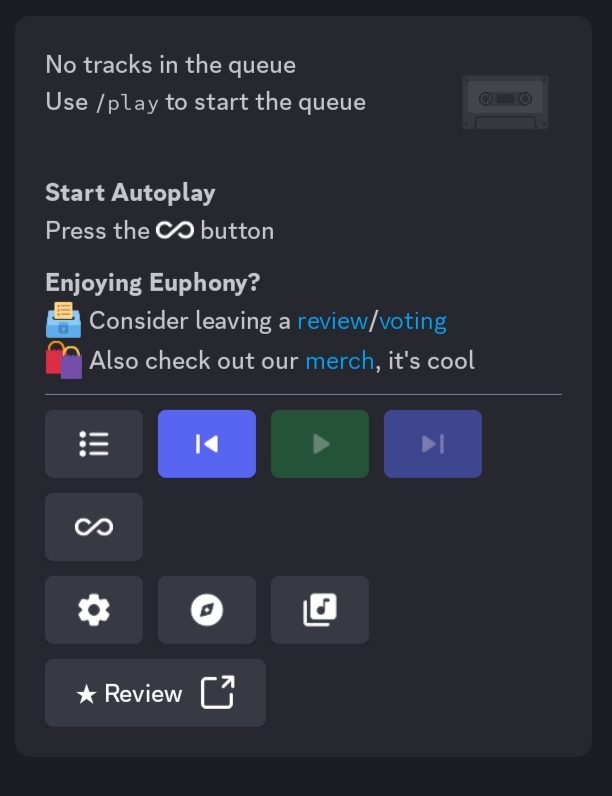 No tracks in the queue
Use /play to start the queue
Start Autoplay
Press the button
Enjoying Euphony?
Consider leaving a review/voting
Also check out our merch, it's cool
★ Review